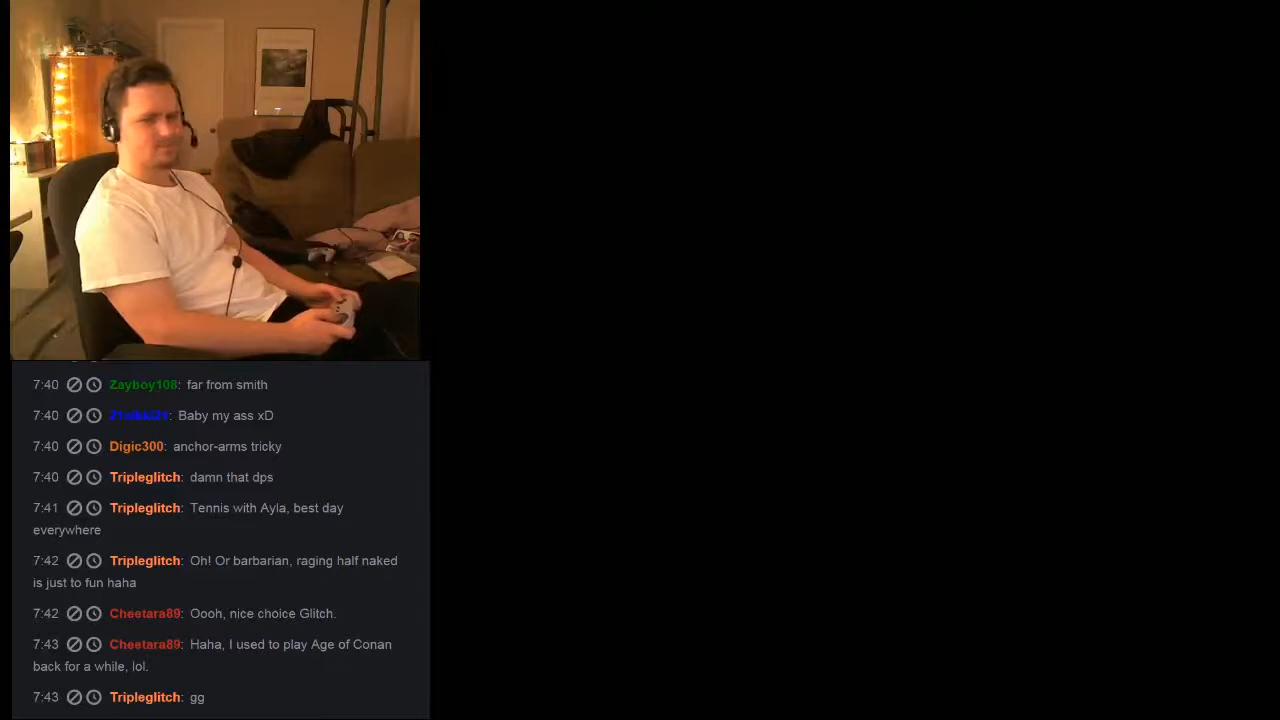 7:40 Zayboy108: far from smith
7:40 : Baby my ass xD
7:40 Digic300: anchor-arms tricky
7:40 Tripleglitch: damn that dps
7:41 Tripleglitch: Tennis with Ayla, best day
everywhere
7:42 Tripleglitch: Oh! Or barbarian, raging half naked
is just to fun haha
7:42 Cheetara89: Oooh, nice choice Glitch.
7:43 Cheetara89: Haha, I used to play Age of Conan
back for a while, lol.
7:43 Tripleglitch: gg